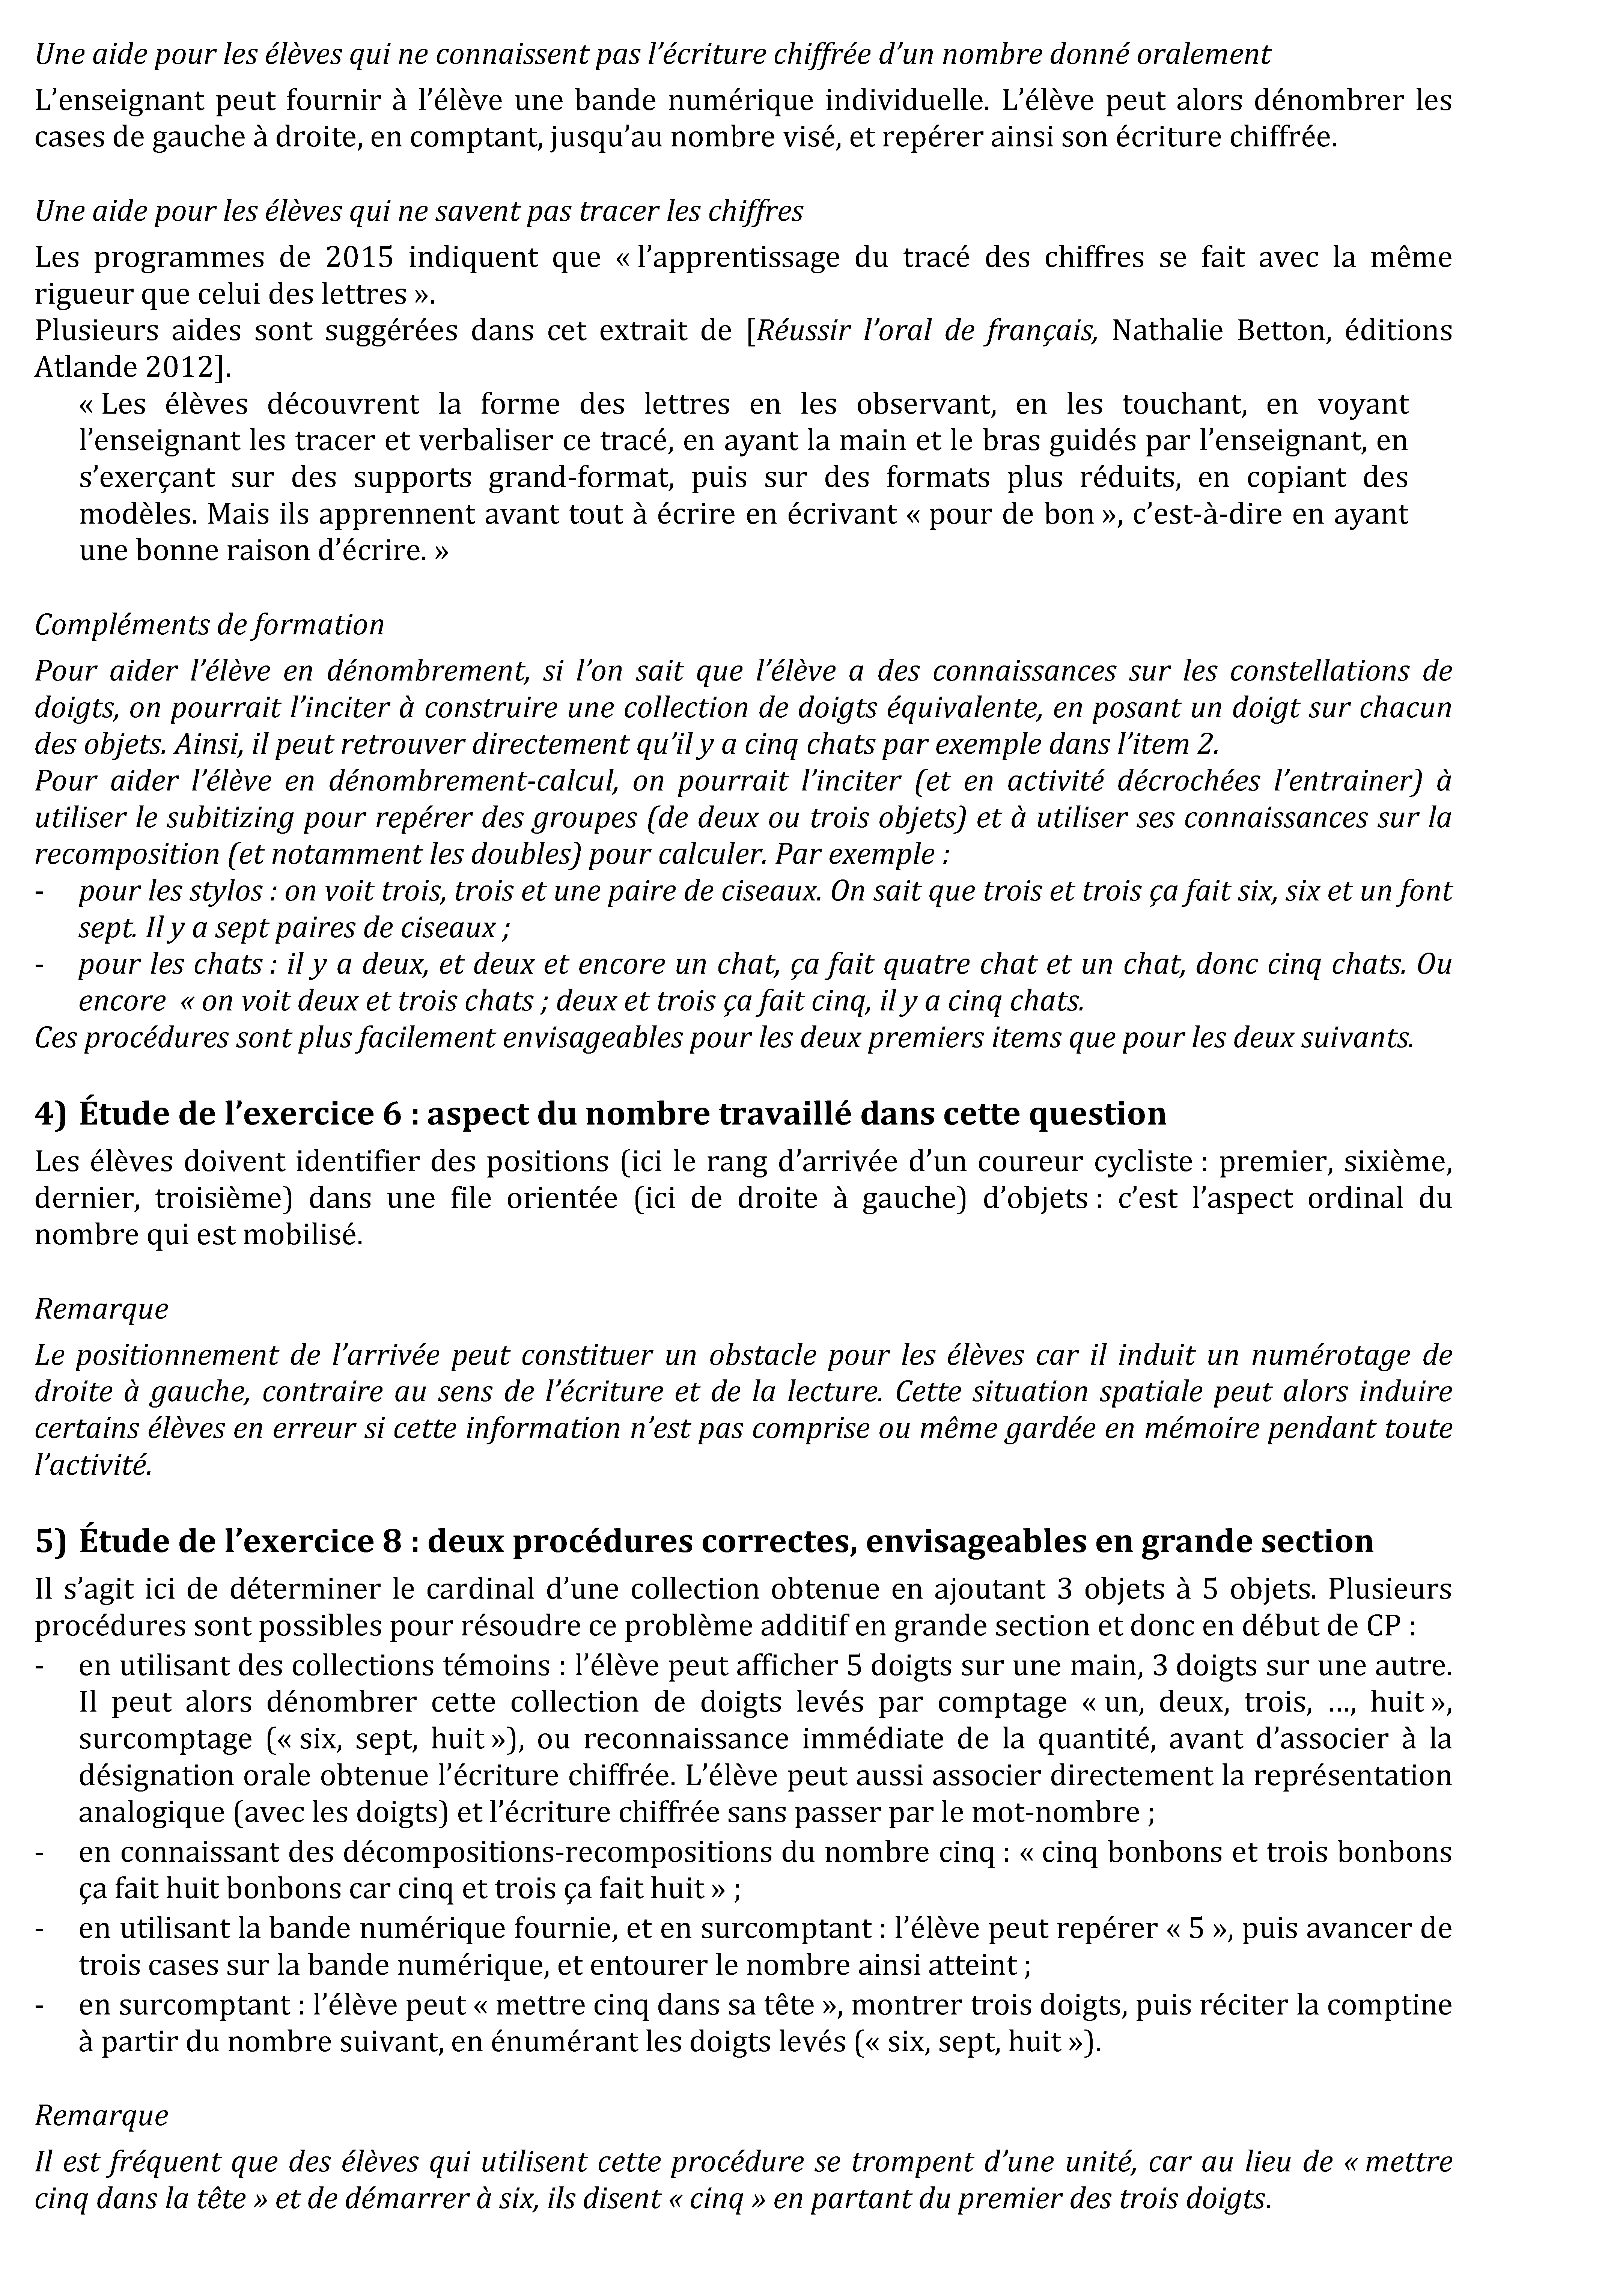 Une aide pour les élèves qui ne connaissent pas l’écriture chiffrée d’un nombre donné oralement
L’enseignant peut fournir à l’élève une bande numérique individuelle. L’élève peut alors dénombrer les
cases de gauche à droite, en comptant, jusqu’au nombre visé, et repérer ainsi son écriture chiffrée.
Une aide pour les élèves qui ne savent pas tracer les chiffres
Les programmes de 2015 indiquent que « l’apprentissage du tracé des chiffres se fait avec la même
rigueur que celui des lettres ».
Plusieurs aides sont suggérées dans cet extrait de [Réussir l’oral de français, Nathalie Betton, éditions
Atlande 2012].
« Les élèves découvrent la forme des lettres en les observant, en les touchant, en voyant
l’enseignant les tracer et verbaliser ce tracé, en ayant la main et le bras guidés par l’enseignant, en
s’exerçant sur des supports grand-format, puis sur des formats plus réduits, en copiant des
modèles. Mais ils apprennent avant tout à écrire en écrivant « pour de bon », c’est-à-dire en ayant
une bonne raison d’écrire. »
Compléments de formation
Pour aider l’élève en dénombrement, si l’on sait que l’élève a des connaissances sur les constellations de
doigts, on pourrait l’inciter à construire une collection de doigts équivalente, en posant un doigt sur chacun
des objets. Ainsi, il peut retrouver directement qu’il y a cinq chats par exemple dans l’item 2.
Pour aider l’élève en dénombrement-calcul, on pourrait l’inciter (et en activité décrochées l’entrainer) à
utiliser le subitizing pour repérer des groupes (de deux ou trois objets) et à utiliser ses connaissances sur la
recomposition (et notamment les doubles) pour calculer. Par exemple :
- pour les stylos : on voit trois, trois et une paire de ciseaux. On sait que trois et trois ça fait six, six et un font
sept. Il y a sept paires de ciseaux ;
- pour les chats : il y a deux, et deux et encore un chat, ça fait quatre chat et un chat, donc cinq chats. Ou
encore « on voit deux et trois chats ; deux et trois ça fait cinq, il y a cinq chats.
Ces procédures sont plus facilement envisageables pour les deux premiers items que pour les deux suivants.
4) Étude de l’exercice 6 : aspect du nombre travaillé dans cette question
Les élèves doivent identifier des positions (ici le rang d’arrivée d’un coureur cycliste : premier, sixième,
dernier, troisième) dans une file orientée (ici de droite à gauche) d’objets : c’est l’aspect ordinal du
nombre qui est mobilisé.
Remarque
Le positionnement de l’arrivée peut constituer un obstacle pour les élèves car il induit un numérotage de
droite à gauche, contraire au sens de l’écriture et de la lecture. Cette situation spatiale peut alors induire
certains élèves en erreur si cette information n’est pas comprise ou même gardée en mémoire pendant toute
l’activité.
5) Étude de l’exercice 8 : deux procédures correctes, envisageables en grande section
Il s’agit ici de déterminer le cardinal d’une collection obtenue en ajoutant 3 objets à 5 objets. Plusieurs
procédures sont possibles pour résoudre ce problème additif en grande section et donc en début de CP :
- en utilisant des collections témoins : l’élève peut afficher 5 doigts sur une main, 3 doigts sur une autre.
Il peut alors dénombrer cette collection de doigts levés par comptage « un, deux, trois, …, huit »,
surcomptage (« six, sept, huit »), ou reconnaissance immédiate de la quantité, avant d’associer à la
désignation orale obtenue l’écriture chiffrée. L’élève peut aussi associer directement la représentation
analogique (avec les doigts) et l’écriture chiffrée sans passer par le mot-nombre ;
- en connaissant des décompositions-recompositions du nombre cinq : « cinq bonbons et trois bonbons
ça fait huit bonbons car cinq et trois ça fait huit » ;
- en utilisant la bande numérique fournie, et en surcomptant : l’élève peut repérer « 5 », puis avancer de
trois cases sur la bande numérique, et entourer le nombre ainsi atteint ;
- en surcomptant : l’élève peut « mettre cinq dans sa tête », montrer trois doigts, puis réciter la comptine
à partir du nombre suivant, en énumérant les doigts levés (« six, sept, huit »).
Remarque
Il est fréquent que des élèves qui utilisent cette procédure se trompent d’une unité, car au lieu de « mettre
cinq dans la tête » et de démarrer à six, ils disent « cinq » en partant du premier des trois doigts.